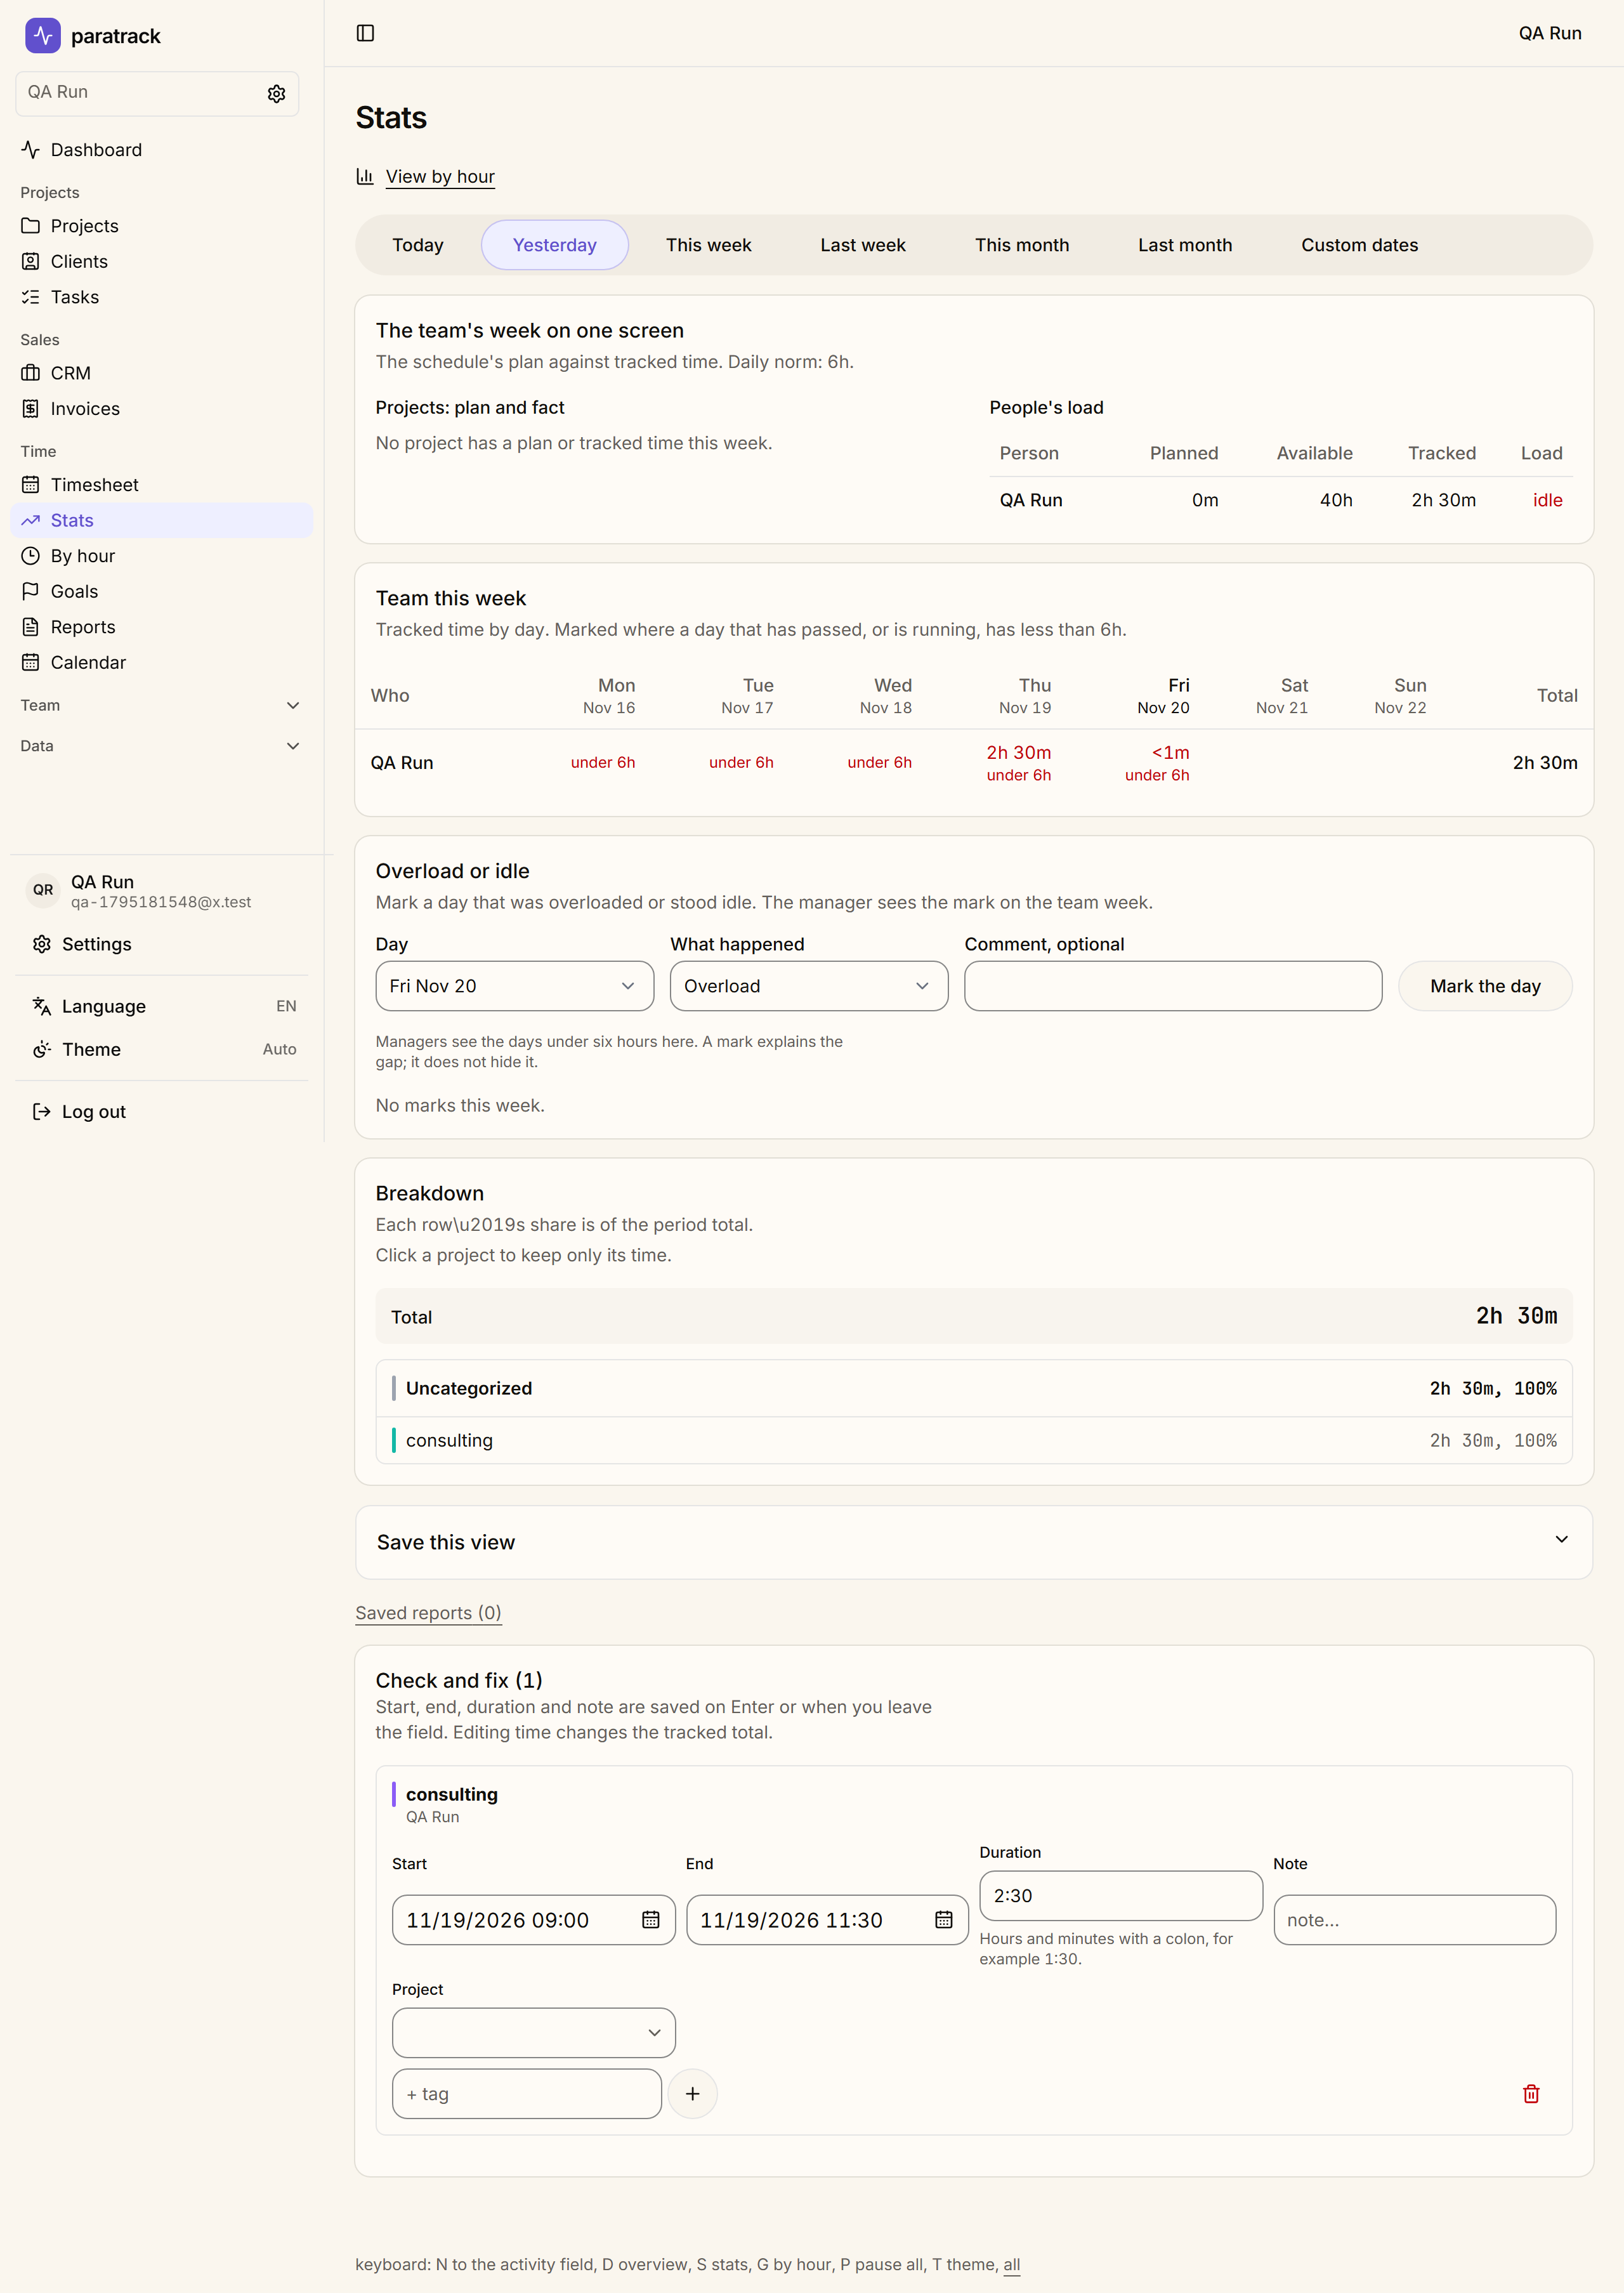 paratrack
QA Run
QA Run
Dashboard
Projects
Projects
Clients
Tasks
Sales
CRM
Invoices
Time
Timesheet
Stats
By hour
Goals
Reports
Calendar
Team
Data
QR
QA Run
qa-1795181548@x.test
Settings
Language EN
Theme Auto
Log out
Stats
View by hour
Today Yesterday This week Last week This month Last month Custom dates
The team's week on one screen
The schedule's plan against tracked time. Daily norm: 6h.
Projects: plan and fact
No project has a plan or tracked time this week.
People's load
Person Planned Available Tracked Load
QA Run 0m 40h 2h 30m idle
Team this week
Tracked time by day. Marked where a day that has passed, or is running, has less than 6h.
Who Mon Tue Wed Thu Fri Sat Sun Total
Nov 16 Nov 17 Nov 18 Nov 19 Nov 20 Nov 21 Nov 22
QA Run under 6h under 6h under 6h 2h 30m <1m 2h 30m
under 6h under 6h
Overload or idle
Mark a day that was overloaded or stood idle. The manager sees the mark on the team week.
Day What happened Comment, optional
Fri Nov 20 Overload Mark the day
Managers see the days under six hours here. A mark explains the
gap; it does not hide it.
No marks this week.
Breakdown
Each row\u2019s share is of the period total.
Click a project to keep only its time.
Total 2h 30m
Uncategorized 2h 30m, 100%
consulting 2h 30m, 100%
Save this view
Saved reports (0)
Check and fix (1)
Start, end, duration and note are saved on Enter or when you leave
the field. Editing time changes the tracked total.
consulting
QA Run
Start End Duration Note
11/19/2026 09:00 11/19/2026 11:30 2:30 note...
Hours and minutes with a colon, for
example 1:30.
Project
+ tag
keyboard: N to the activity field, D overview, S stats, G by hour, P pause all, T theme, all